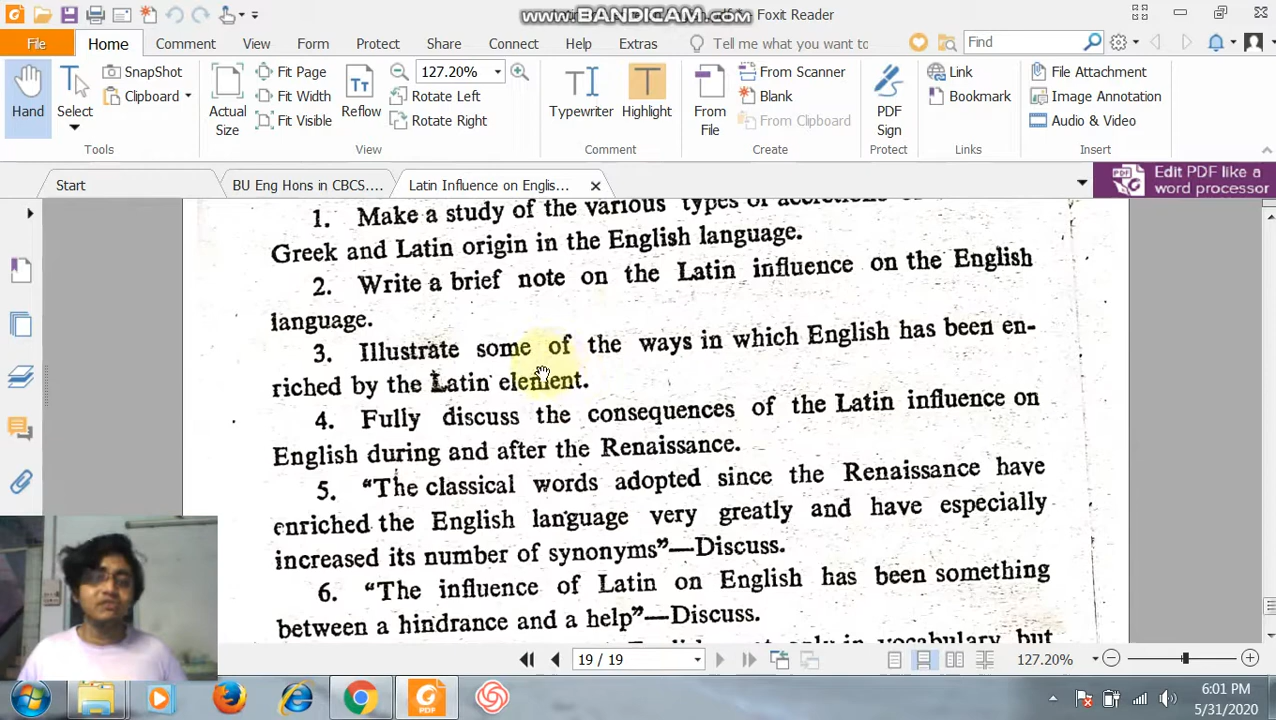 www.BANDICAM.com
Foxit Reader
File Home Comment View Form Protect Share Connect Help Extras Tell me what you want to Find
Hand
Select
SnapShot
Clipboard
Actual Size
Fit Page
Fit Width
Fit Visible
Reflow
127.20%
Rotate Left
Rotate Right
Typewriter
Highlight
From File
From Scanner
Blank
From Clipboard
PDF Sign
Link
Bookmark
File Attachment
Image Annotation
Audio & Video
Tools View Comment Create Protect Links Insert
Start BU Eng Hons in CBCS.... Latin Influence on Englis...
Edit PDF like a
word processor
1. Make a study of the various types of accretions
Greek and Latin origin in the English language.
2. Write a brief note on the Latin influence on the English
language.
3. Illustrate some of the ways in which English has been en-
riched by the Latin element.
4. Fully discuss the consequences of the Latin influence on
English during and after the Renaissance.
5. “The classical words adopted since the Renaissance have
enriched the English language very greatly and have especially
increased its number of synonyms”—Discuss.
6. “The influence of Latin on English has been something
between a hindrance and a help”—Discuss.
only in vocabulary but
19 / 19 127.20%
PDF
6:01 PM
5/31/2020